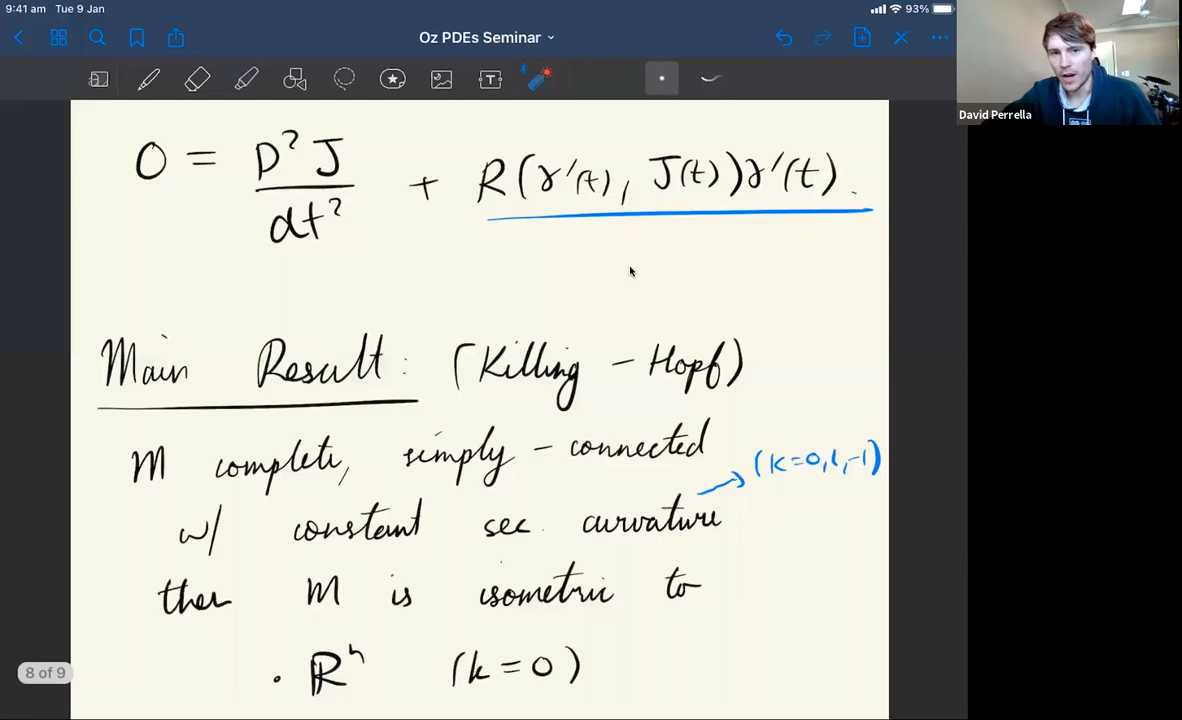 9:41 am Tue 9 Jan
93%
Oz PDEs Seminar
David Perrella
0 = D²J/dt² + R(γ'(t), J(t))γ'(t).
Main Result: (Killing - Hopf)
M complete, simply - connected
(k=0,1,-1)
w/ constant sec. curvature
then M is isometric to
. ℝⁿ (k = 0)
8 of 9